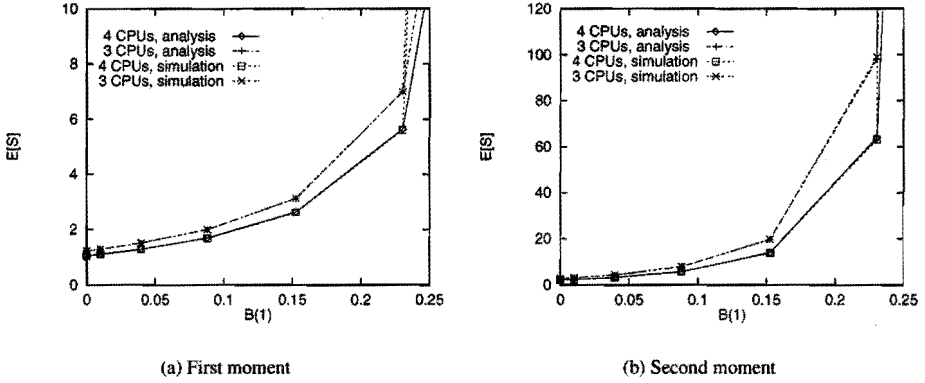 10
8
6
4
2
0
E[S]
4 CPUs, analysis
3 CPUs, analysis
4 CPUs, simulation
3 CPUs, simulation
0 0.05 0.1 0.15 0.2 0.25
B(1)
(a) First moment
120
100
80
60
40
20
0
E[S]
4 CPUs, analysis
3 CPUs, analysis
4 CPUs, simulation
3 CPUs, simulation
0 0.05 0.1 0.15 0.2 0.25
B(1)
(b) Second moment